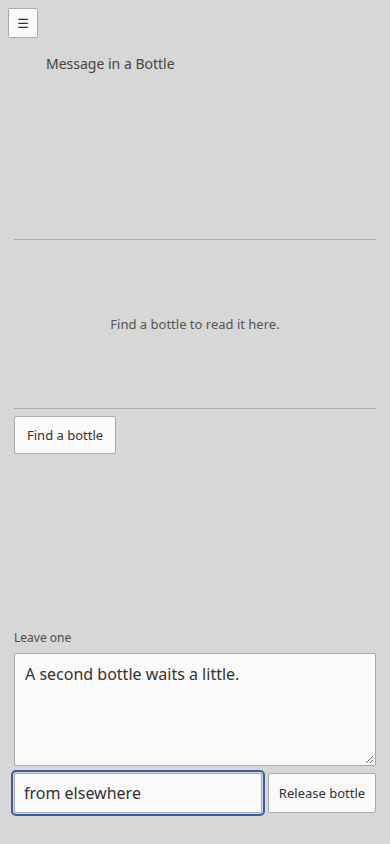 ☰
Message in a Bottle
Find a bottle to read it here.
Find a bottle
Leave one
A second bottle waits a little.
from elsewhere
Release bottle